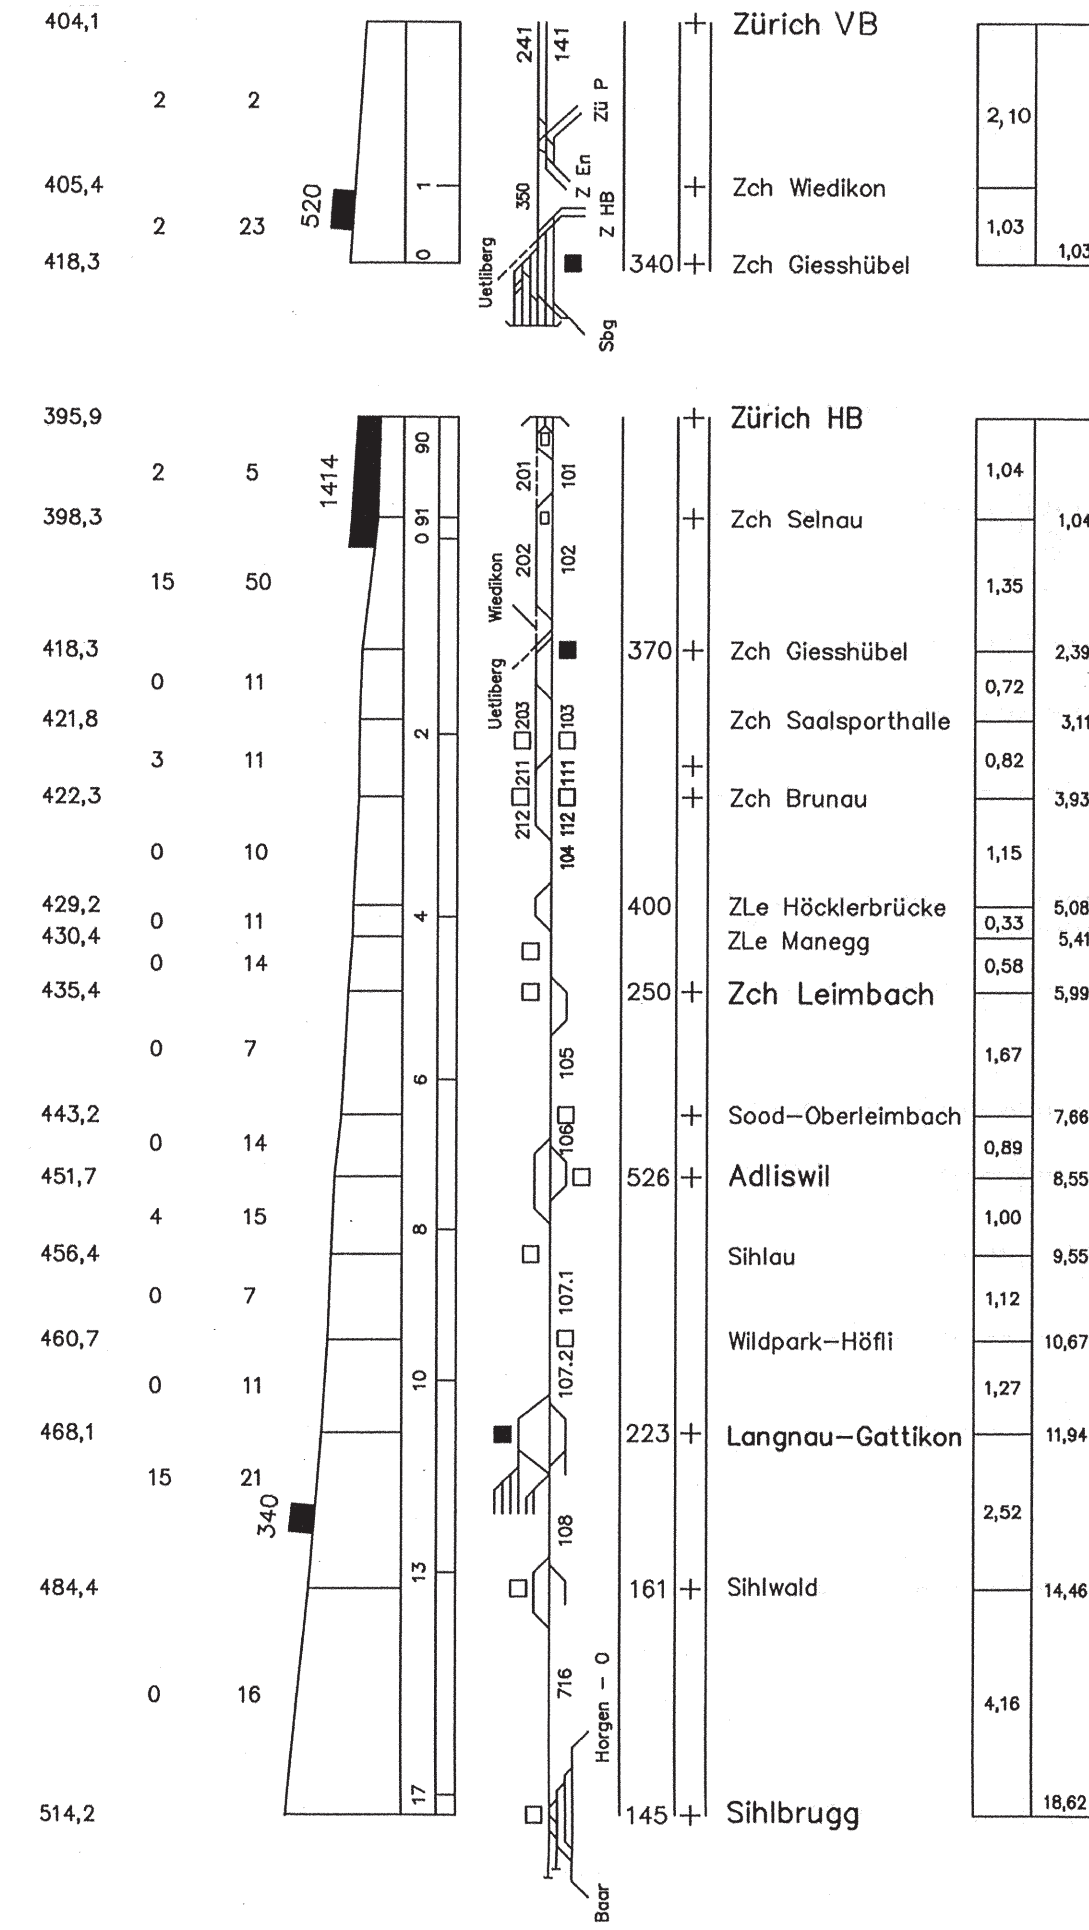 404,1 241 141 Zürich VB
2 2 Zü P 2,10
405,4 520 1 350 Z En Zch Wiedikon
2 23 Z HB 1,03
418,3 0 Uetliberg 340 Zch Giesshübel 1,03
Sbg
395,9 90 Zürich HB
2 5 1414 201 101 1,04
398,3 91 Zch Selnau 1,04
0
15 50 Wiedikon 202 102 1,35
418,3 370 Zch Giesshübel 2,39
0 11 Uetliberg 203 103 0,72
421,8 2 Zch Saalsporthalle 3,11
3 11 211 111 0,82
422,3 Zch Brunau 3,93
212 112
0 10 104 1,15
429,2 400 ZLe Höcklerbrücke 5,08
0 11 4 0,33
430,4 ZLe Manegg 5,41
0 14 0,58
435,4 250 Zch Leimbach 5,99
0 7 6 105 1,67
443,2 Sood–Oberleimbach 7,66
0 14 106 0,89
451,7 526 Adliswil 8,55
4 15 8 1,00
456,4 Sihlau 9,55
0 7 107.1 1,12
460,7 Wildpark–Höfli 10,67
0 11 10 107.2 1,27
468,1 223 Langnau–Gattikon 11,94
15 21
340 108 2,52
484,4 13 161 Sihlwald 14,46
0 16 716 4,16
Horgen – O
514,2 17 145 Sihlbrugg 18,62
Baar